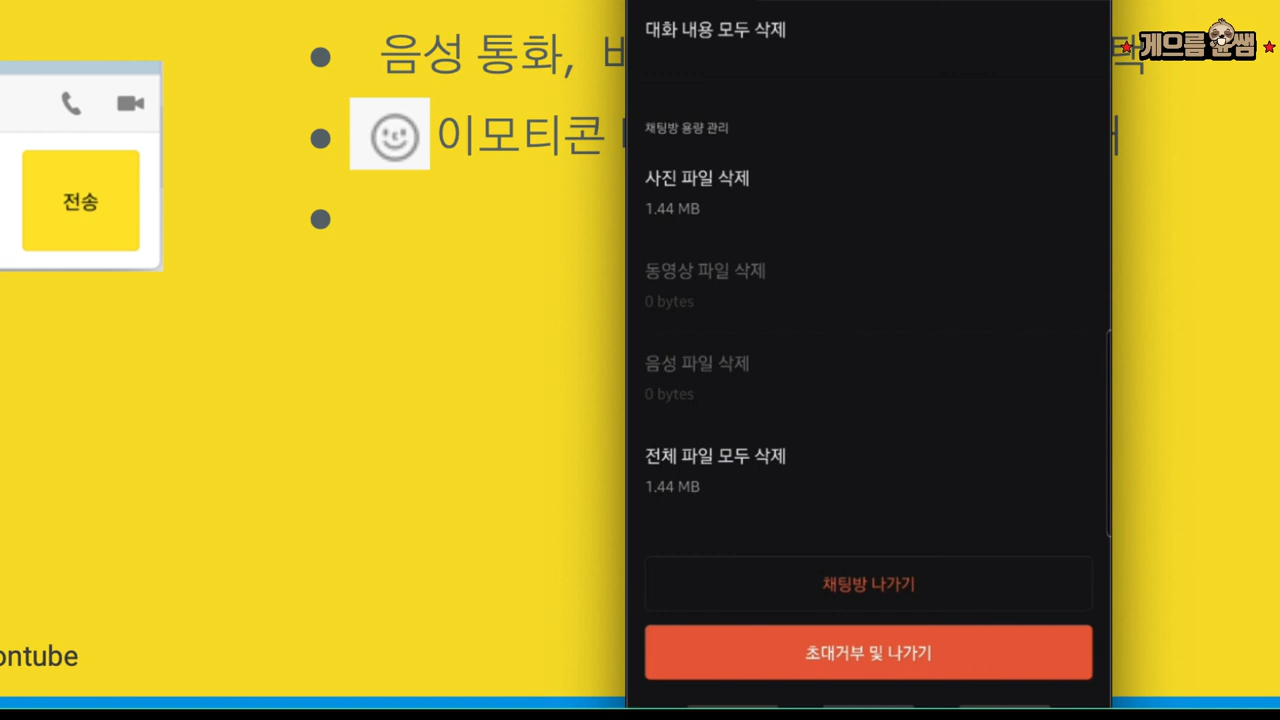 음성 통화,
이모티콘
전송
ontube
대화 내용 모두 삭제
채팅방 용량 관리
사진 파일 삭제
1.44 MB
동영상 파일 삭제
0 bytes
음성 파일 삭제
0 bytes
전체 파일 모두 삭제
1.44 MB
채팅방 나가기
초대거부 및 나가기
게으름 윤쌤